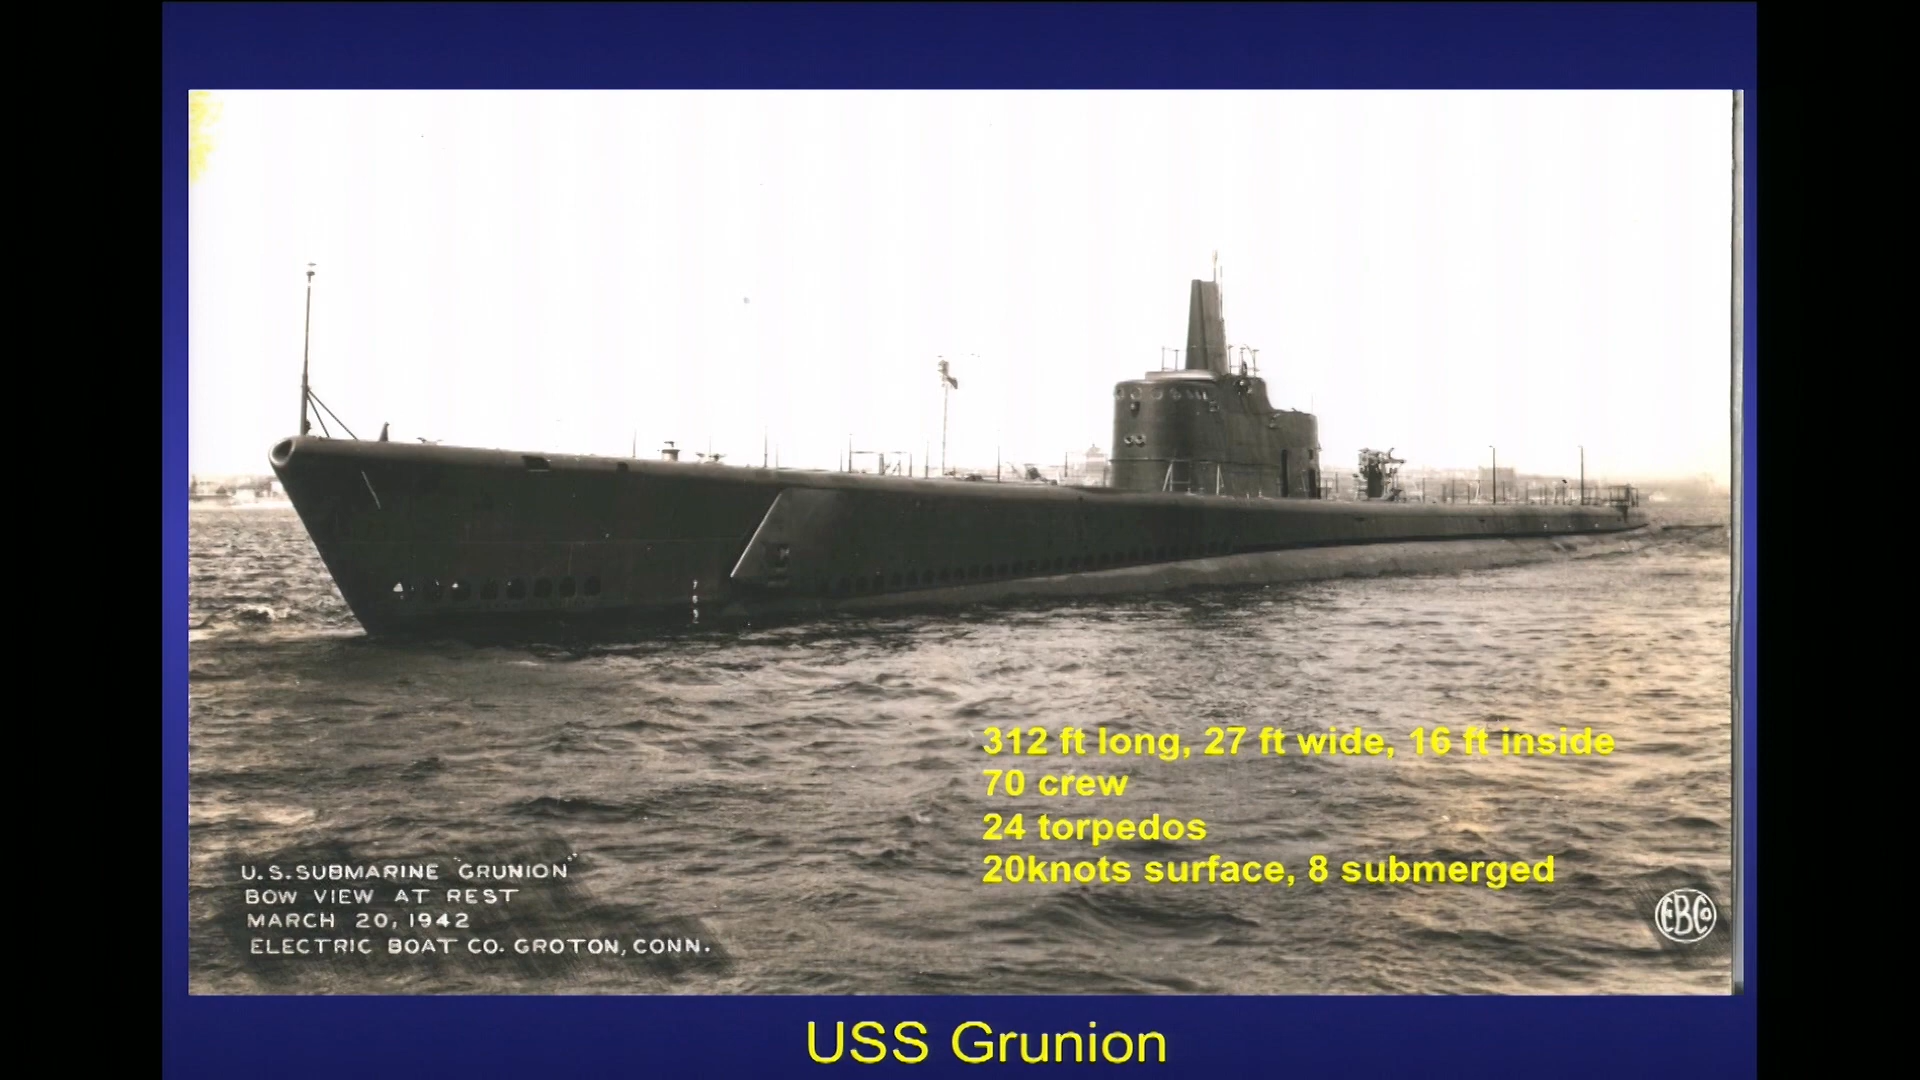 312 ft long, 27 ft wide, 16 ft inside
70 crew
24 torpedos
20knots surface, 8 submerged
U.S. SUBMARINE "GRUNION"
BOW VIEW AT REST
MARCH 20, 1942
ELECTRIC BOAT CO. GROTON, CONN.
EBCo
USS Grunion